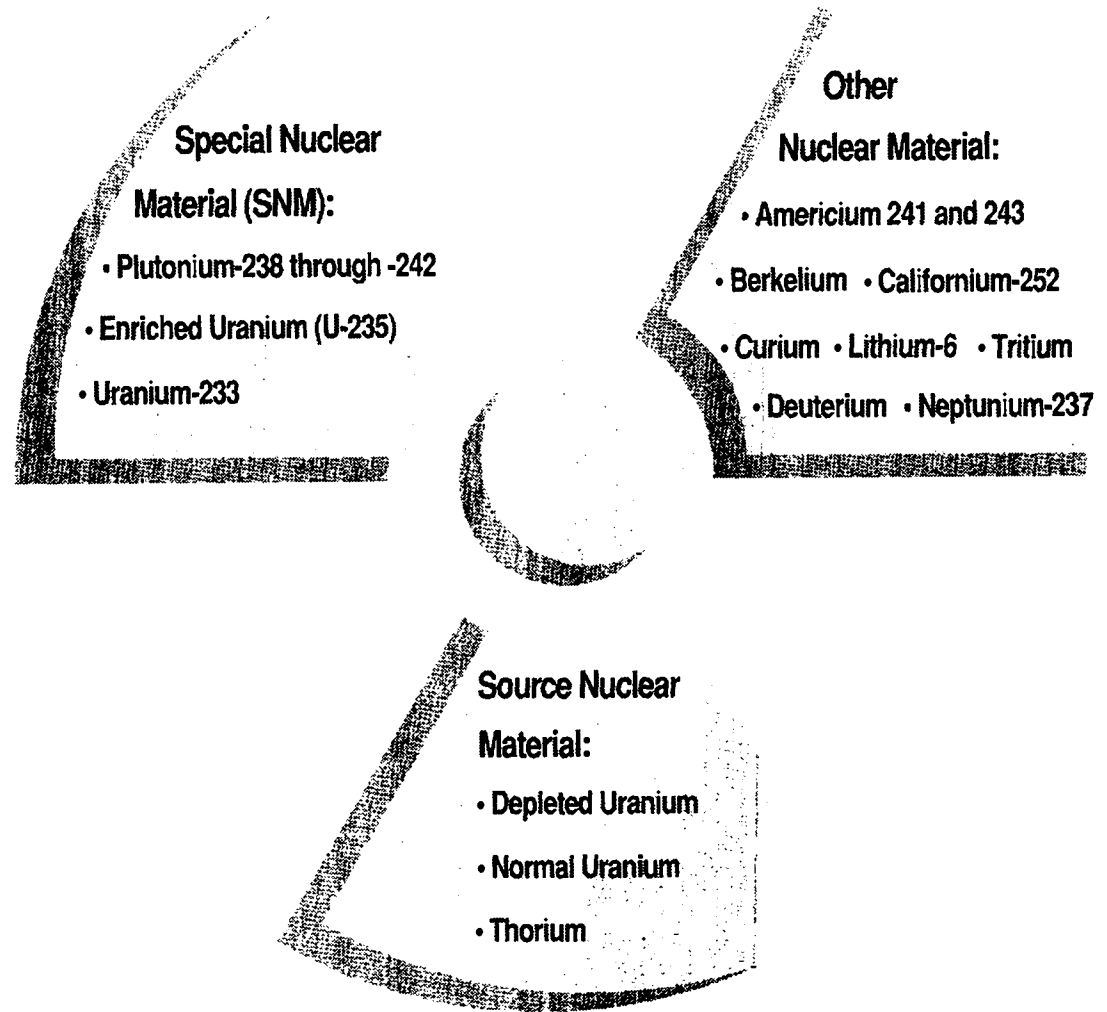 Special Nuclear
Material (SNM):
• Plutonium-238 through -242
• Enriched Uranium (U-235)
• Uranium-233
Other
Nuclear Material:
• Americium 241 and 243
• Berkelium • Californium-252
• Curium • Lithium-6 • Tritium
• Deuterium • Neptunium-237
Source Nuclear
Material:
• Depleted Uranium
• Normal Uranium
• Thorium